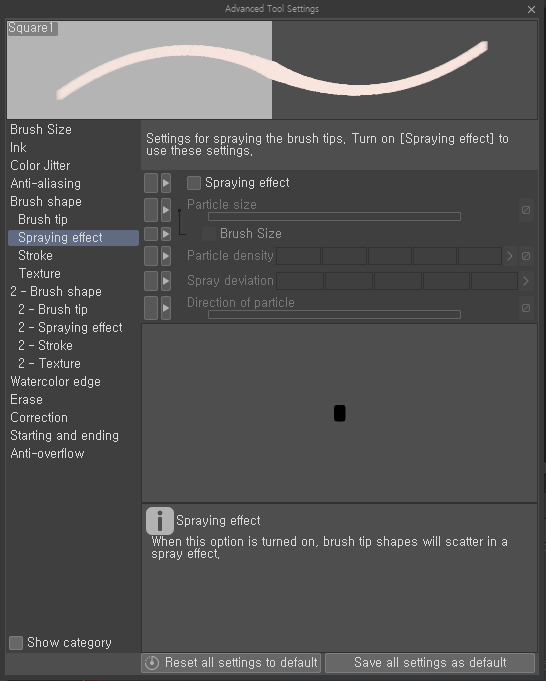 Advanced Tool Settings
Square1
Brush Size
Ink
Color Jitter
Anti-aliasing
Brush shape
Brush tip
Spraying effect
Stroke
Texture
2 - Brush shape
2 - Brush tip
2 - Spraying effect
2 - Stroke
2 - Texture
Watercolor edge
Erase
Correction
Starting and ending
Anti-overflow
Show category
Settings for spraying the brush tips. Turn on [Spraying effect] to
use these settings.
Spraying effect
Particle size
Brush Size
Particle density
Spray deviation
Direction of particle
Spraying effect
When this option is turned on, brush tip shapes will scatter in a
spray effect.
Reset all settings to default
Save all settings as default